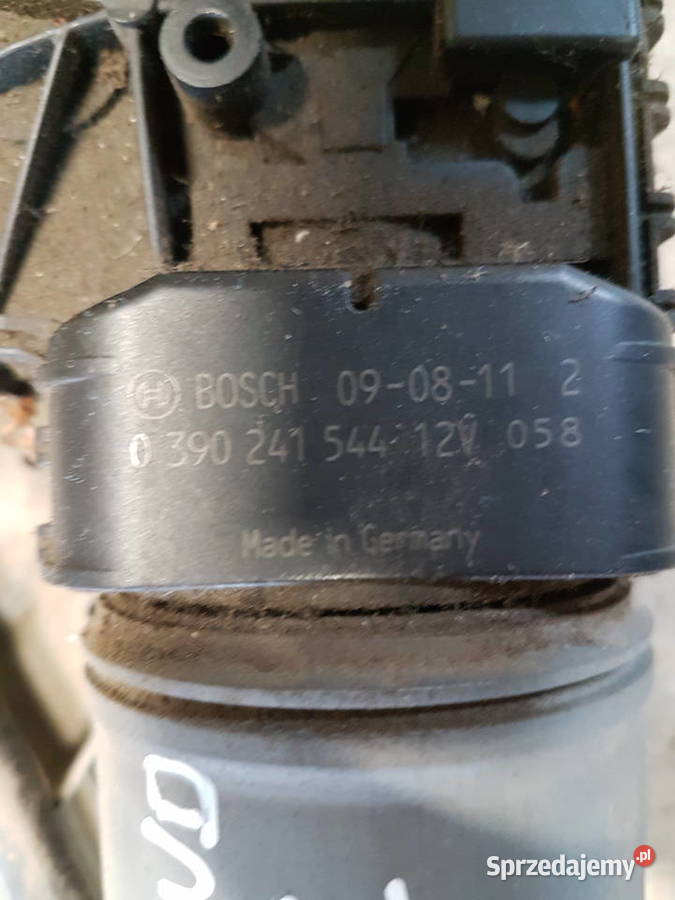 BOSCH 09-08-11 2
0 390 241 544 12V 058
Made in Germany
Sprzedajemy.pl